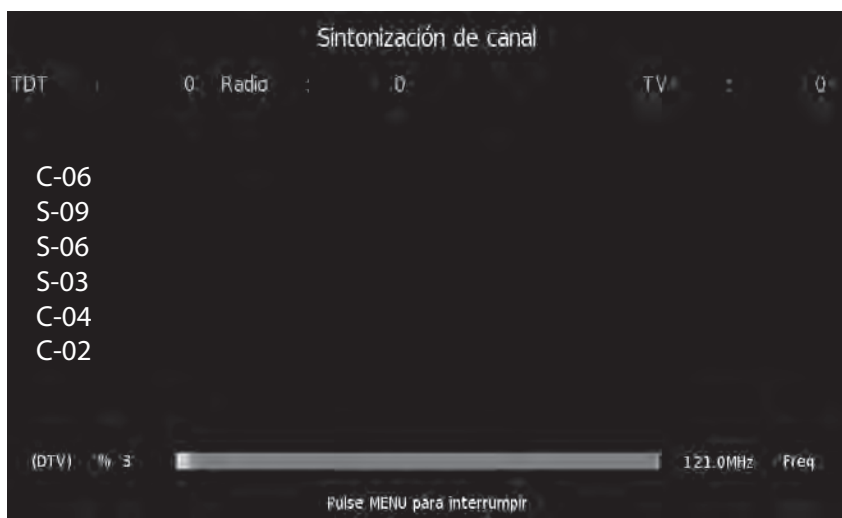 Sintonización de canal
TDT : 0 Radio : 0 TV : 0
C-06
S-09
S-06
S-03
C-04
C-02
(DTV) % 3 121.0MHz Freq
Pulse MENU para interrumpir